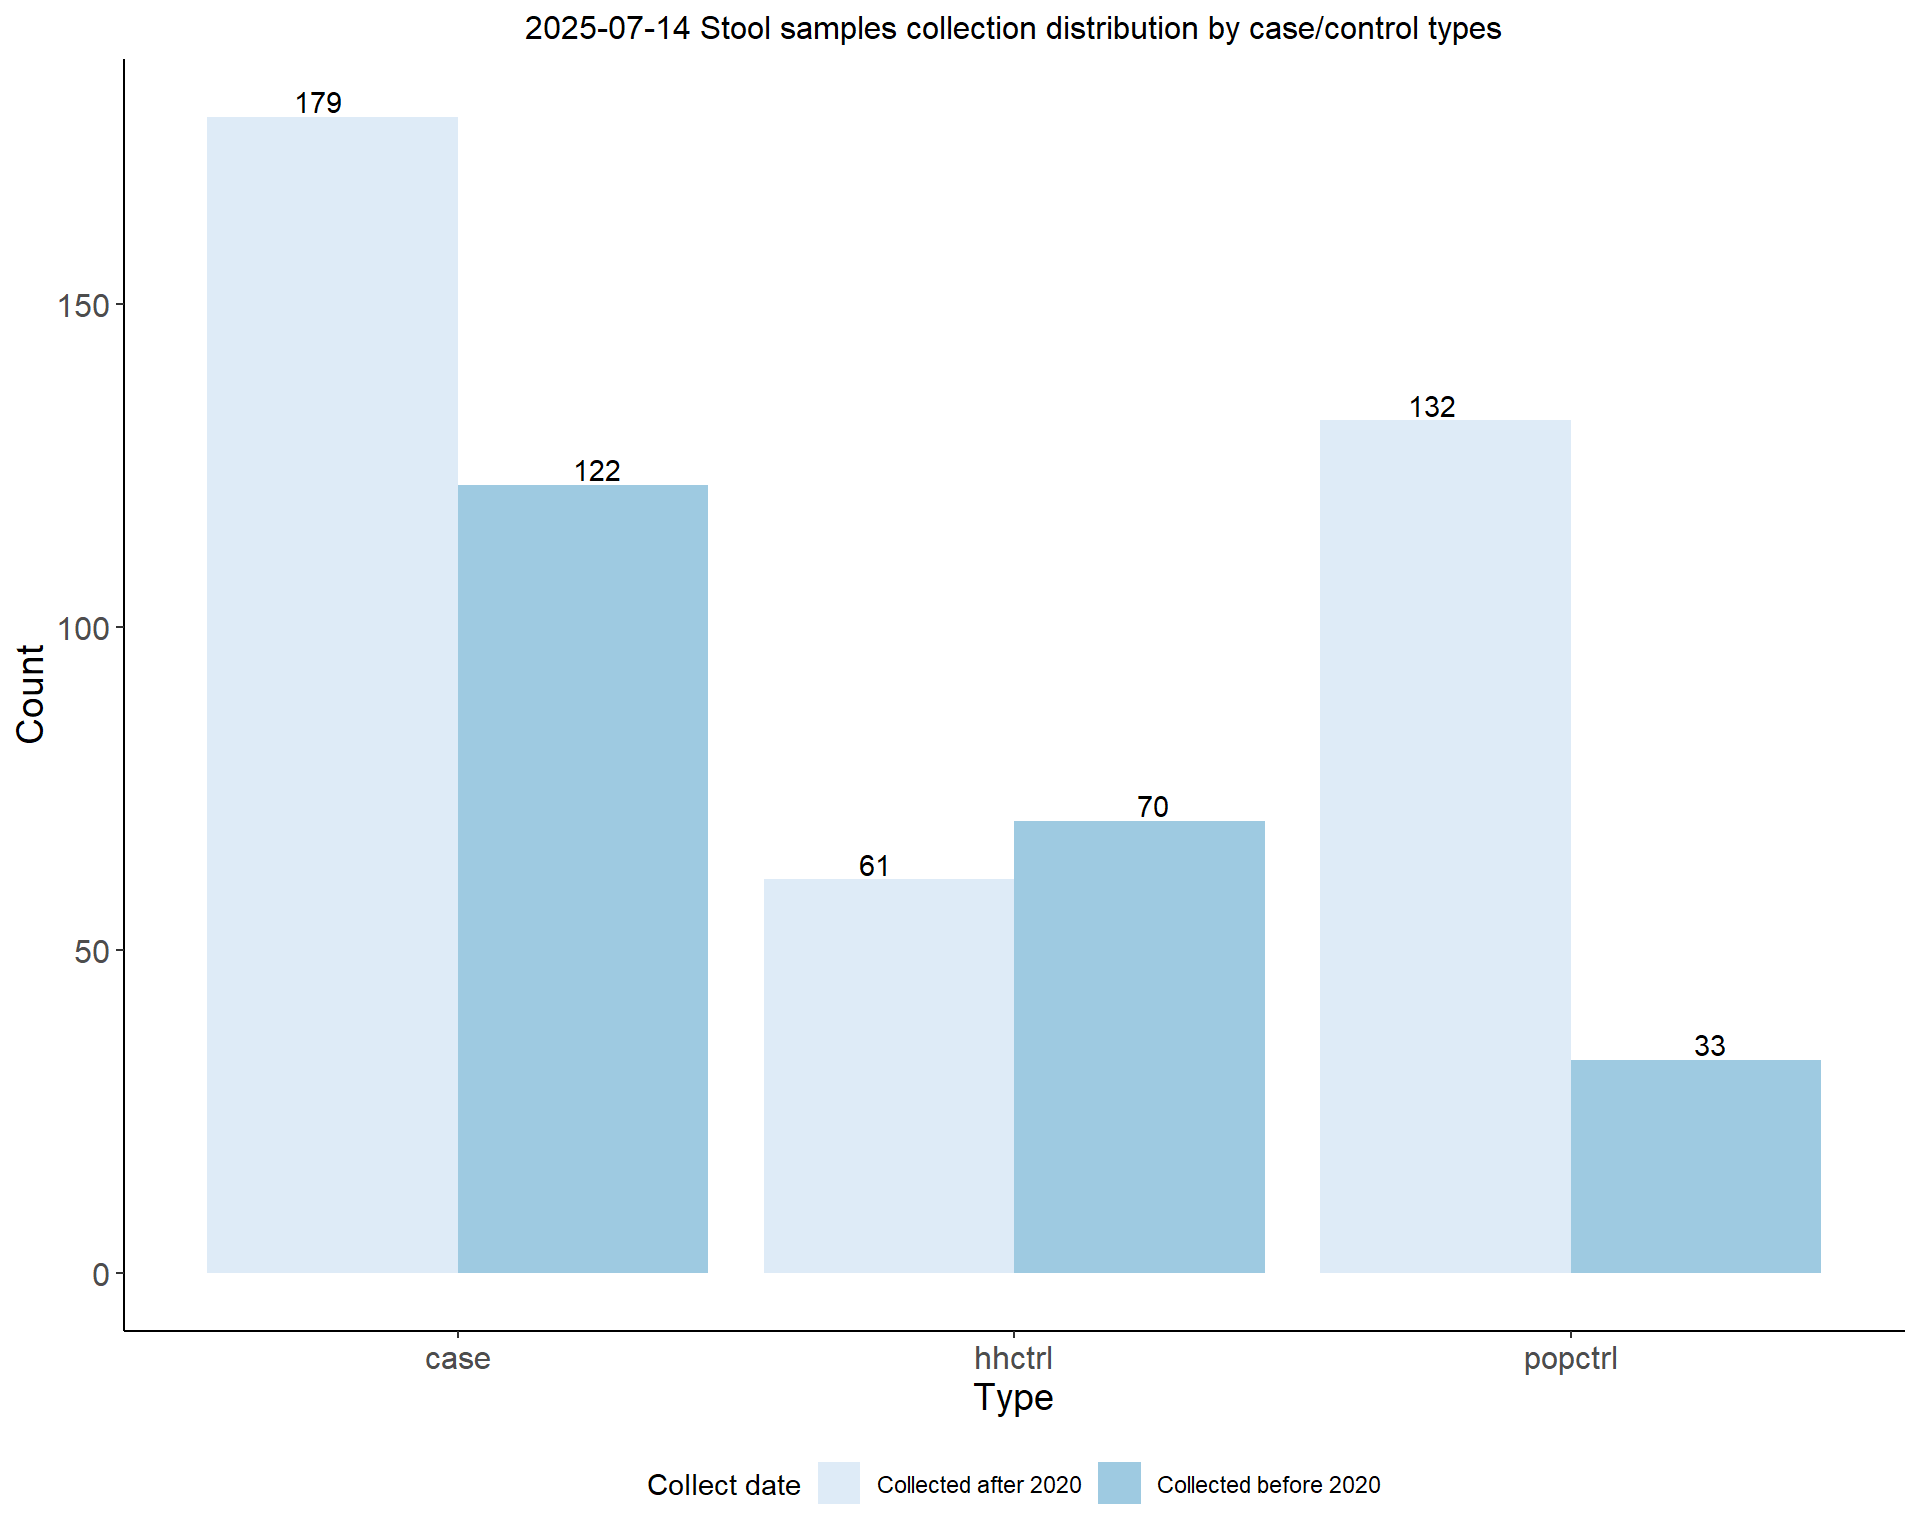 2025-07-14 Stool samples collection distribution by case/control types
179
122
61
70
132
33
150
100
50
0
Count
case hhctrl popctrl
Type
Collect date Collected after 2020 Collected before 2020